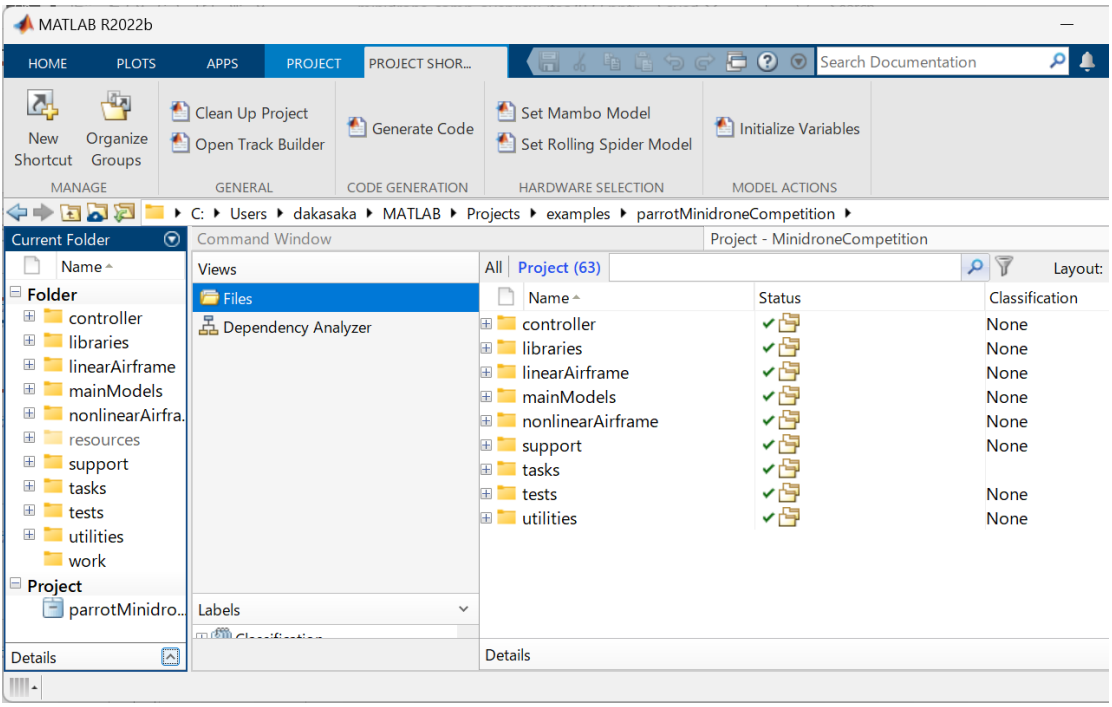 MATLAB R2022b
HOME PLOTS APPS PROJECT PROJECT SHOR... Search Documentation
New Shortcut
Organize Groups
Clean Up Project
Open Track Builder
Generate Code
Set Mambo Model
Set Rolling Spider Model
Initialize Variables
MANAGE GENERAL CODE GENERATION HARDWARE SELECTION MODEL ACTIONS
C: Users dakasaka MATLAB Projects examples parrotMinidroneCompetition
Current Folder
Name
Folder
controller
libraries
linearAirframe
mainModels
nonlinearAirfra...
resources
support
tasks
tests
utilities
work
Project
parrotMinidro...
Details
Command Window
Project - MinidroneCompetition
Views
Files
Dependency Analyzer
Labels
Classification
All Project (63) Layout:
Name Status Classification
controller None
libraries None
linearAirframe None
mainModels None
nonlinearAirframe None
support None
tasks
tests None
utilities None
Details